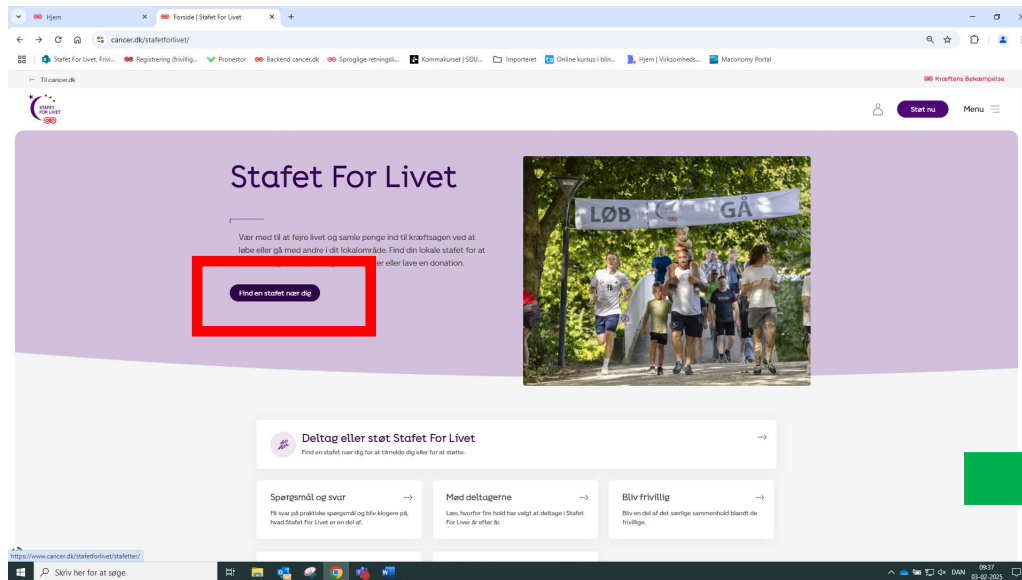 Hjem
Forside | Stafet For Livet
cancer.dk/stafetforlivet/
Stafet For Livet, Frivi...
Registrering (frivillig...
Pronestor
Backend cancer.dk
Sproglige retningsli...
Kommakurset | SDU...
Importeret
Online kursus i blin...
Hjem | Virksomheds...
Maconomy Portal
← Til cancer.dk
Kræftens Bekæmpelse
STAFET
FOR LIVET
Støt nu
Menu
Stafet For Livet
Vær med til at fejre livet og samle penge ind til kræftsagen ved at
løbe eller gå med andre i dit lokalområde. Find din lokale stafet for at
er eller lave en donation.
Find en stafet nær dig
LØB
GÅ
Deltag eller støt Stafet For Livet
Find en stafet nær dig for at tilmelde dig eller for at støtte.
Spørgsmål og svar
Få svar på praktiske spørgsmål og bliv klogere på,
hvad Stafet For Livet er en del af.
Mød deltagerne
Læs, hvorfor fire hold har valgt at deltage i Stafet
For Liver år efter år.
Bliv frivillig
Bliv en del af det særlige sammenhold blandt de
frivillige.
https://www.cancer.dk/stafetforlivet/stafetter/
Skriv her for at søge
DAN
09:37
03-02-2025